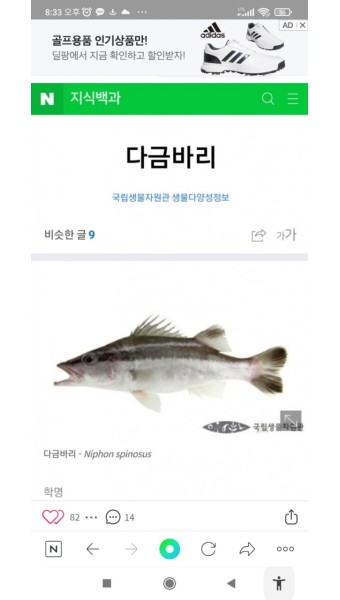 8:33 오후
AD
골프용품 인기상품만!
딜팡에서 지금 확인하고 할인받자!
adidas
N 지식백과
다금바리
국립생물자원관 생물다양성정보
비슷한 글 9
가가
국립생물자원관
다금바리 - Niphon spinosus
학명
82 ••• 14
N